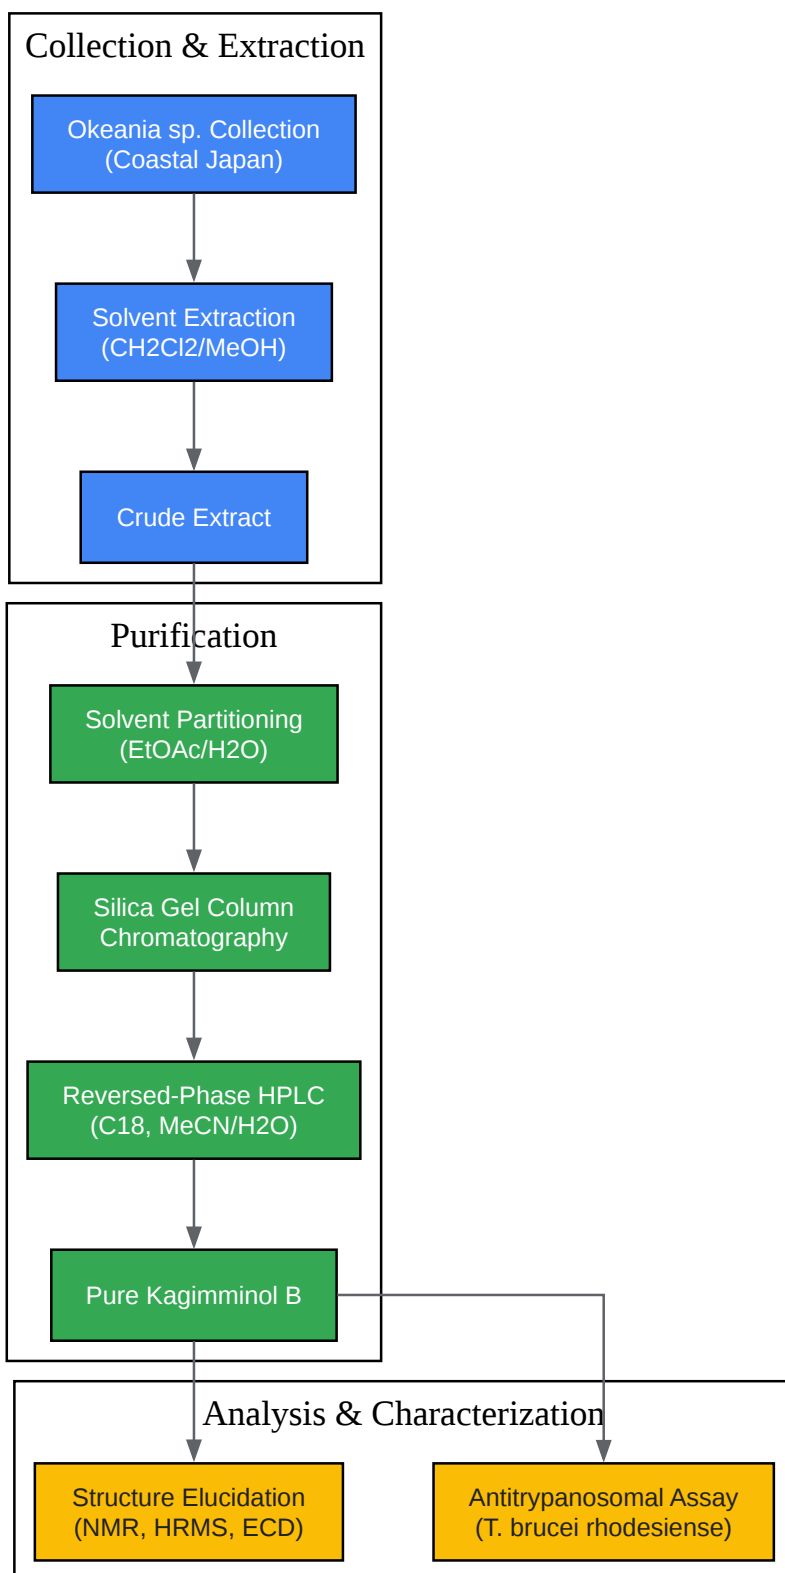 Collection & Extraction
Okeania sp. Collection
(Coastal Japan)
Solvent Extraction
(CH2Cl2/MeOH)
Crude Extract
Purification
Solvent Partitioning
(EtOAc/H2O)
Silica Gel Column
Chromatography
Reversed-Phase HPLC
(C18, MeCN/H2O)
Pure Kagimminol B
Analysis & Characterization
Structure Elucidation
(NMR, HRMS, ECD)
Antitrypanosomal Assay
(T. brucei rhodesiense)